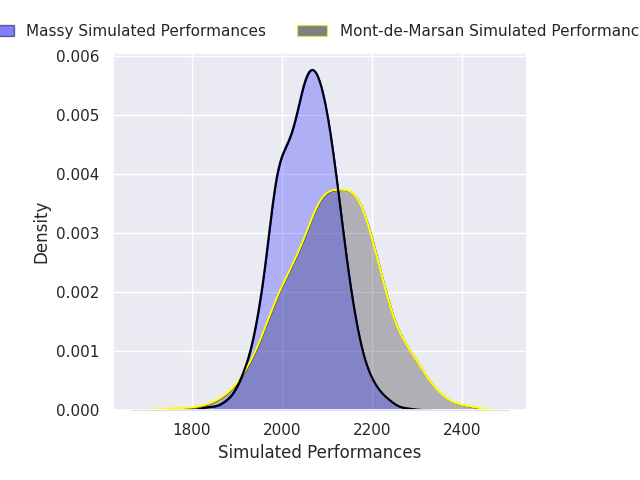 Massy Simulated Performances
Mont-de-Marsan Simulated
0.006
0.005
0.004
0.003
0.002
0.001
0.000
Density
1800 2000 2200 2400
Simulated Performances